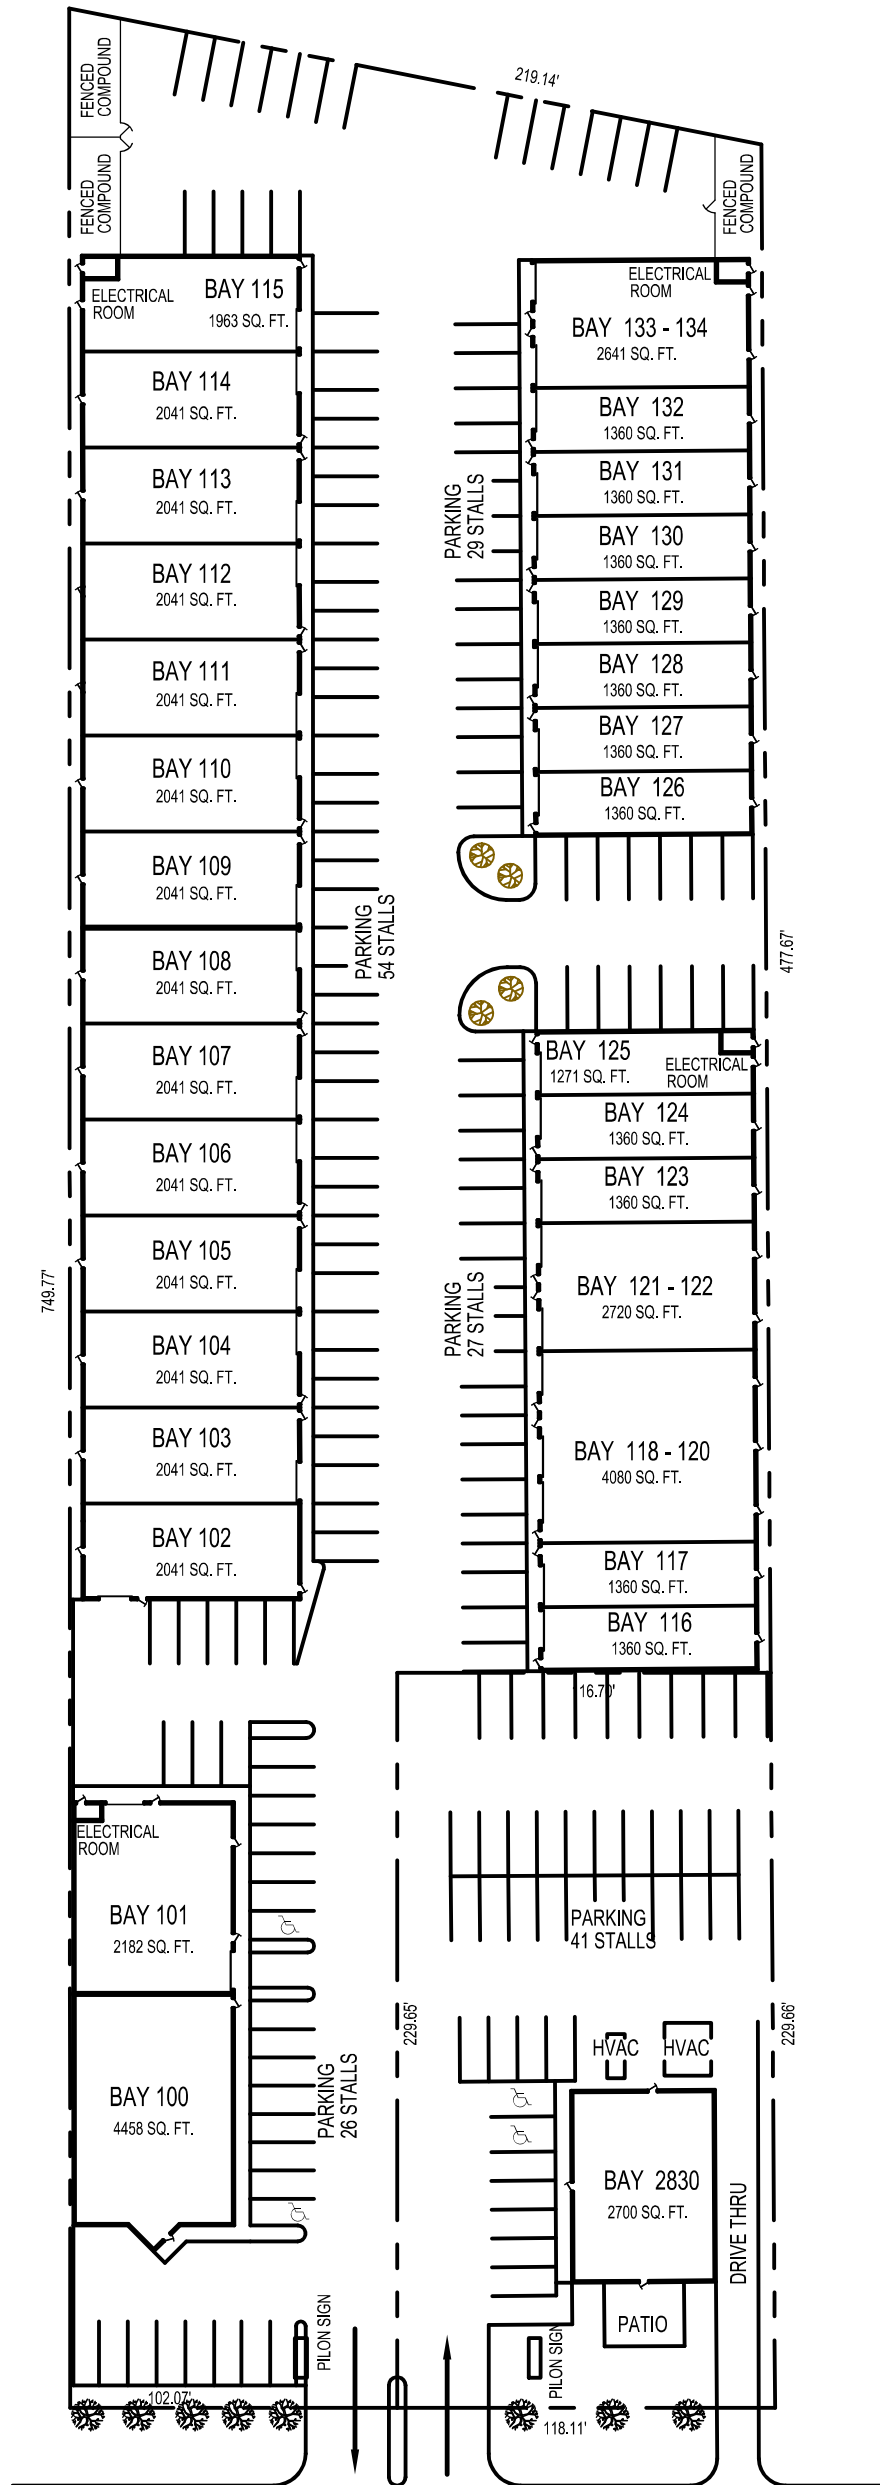 219.14'
FENCED
COMPOUND
FENCED
COMPOUND
FENCED
COMPOUND
ELECTRICAL
ROOM
BAY 115
1963 SQ. FT.
BAY 114
2041 SQ. FT.
BAY 113
2041 SQ. FT.
BAY 112
2041 SQ. FT.
BAY 111
2041 SQ. FT.
BAY 110
2041 SQ. FT.
BAY 109
2041 SQ. FT.
BAY 108
2041 SQ. FT.
BAY 107
2041 SQ. FT.
BAY 106
2041 SQ. FT.
BAY 105
2041 SQ. FT.
BAY 104
2041 SQ. FT.
BAY 103
2041 SQ. FT.
BAY 102
2041 SQ. FT.
749.77'
PARKING
54 STALLS
ELECTRICAL
ROOM
BAY 133 - 134
2641 SQ. FT.
BAY 132
1360 SQ. FT.
BAY 131
1360 SQ. FT.
BAY 130
1360 SQ. FT.
BAY 129
1360 SQ. FT.
BAY 128
1360 SQ. FT.
BAY 127
1360 SQ. FT.
BAY 126
1360 SQ. FT.
PARKING
29 STALLS
477.67'
BAY 125
1271 SQ. FT.
ELECTRICAL
ROOM
BAY 124
1360 SQ. FT.
BAY 123
1360 SQ. FT.
BAY 121 - 122
2720 SQ. FT.
BAY 118 - 120
4080 SQ. FT.
BAY 117
1360 SQ. FT.
BAY 116
1360 SQ. FT.
PARKING
27 STALLS
116.70'
ELECTRICAL
ROOM
BAY 101
2182 SQ. FT.
BAY 100
4458 SQ. FT.
PARKING
26 STALLS
PARKING
41 STALLS
229.65'
229.66'
HVAC
HVAC
BAY 2830
2700 SQ. FT.
DRIVE THRU
PATIO
PILON SIGN
PILON SIGN
102.07'
118.11'